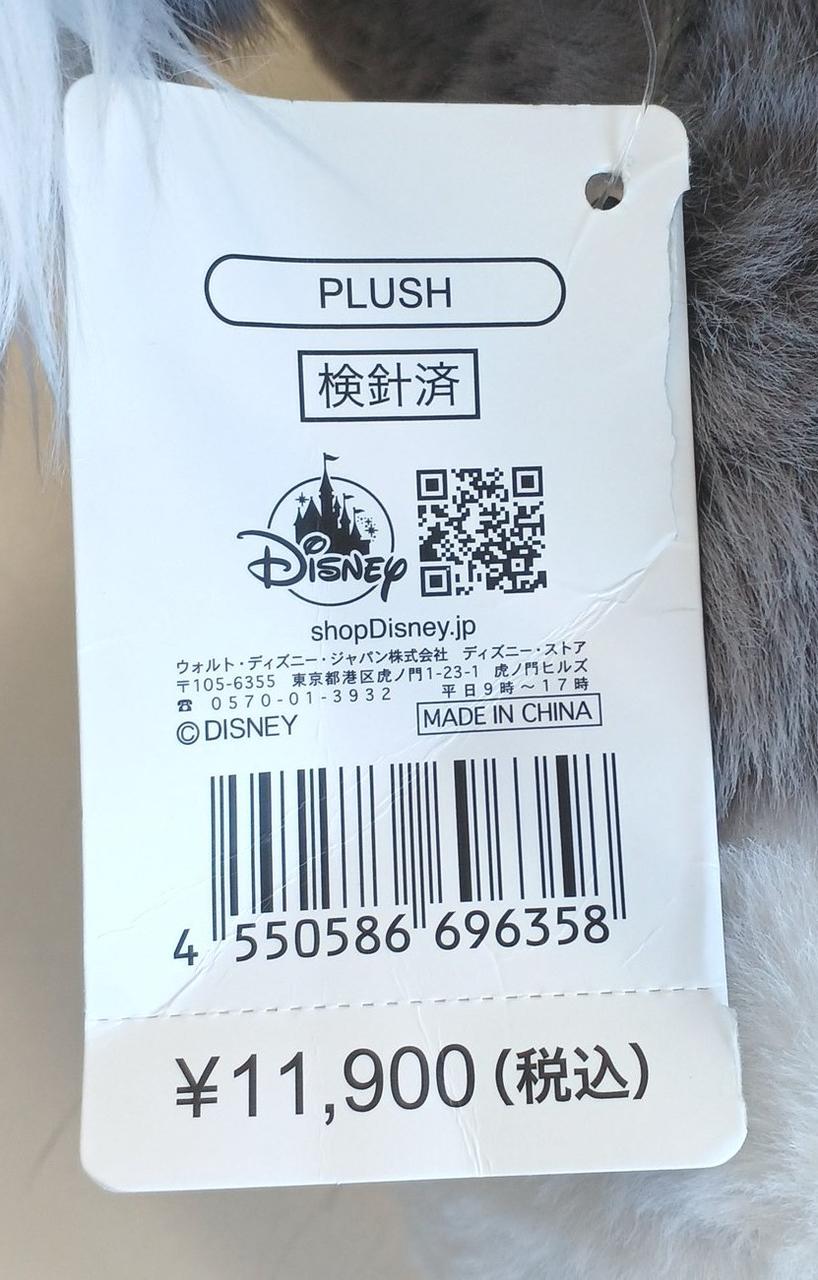 PLUSH
検針済
Disney
shopDisney.jp
ウォルト・ディズニー・ジャパン株式会社 ディズニー・ストア
〒105-6355 東京都港区虎ノ門1-23-1 虎ノ門ヒルズ
☎ 0570-01-3932 平日9時～17時
©DISNEY MADE IN CHINA
4 550586 696358
¥11,900(税込)